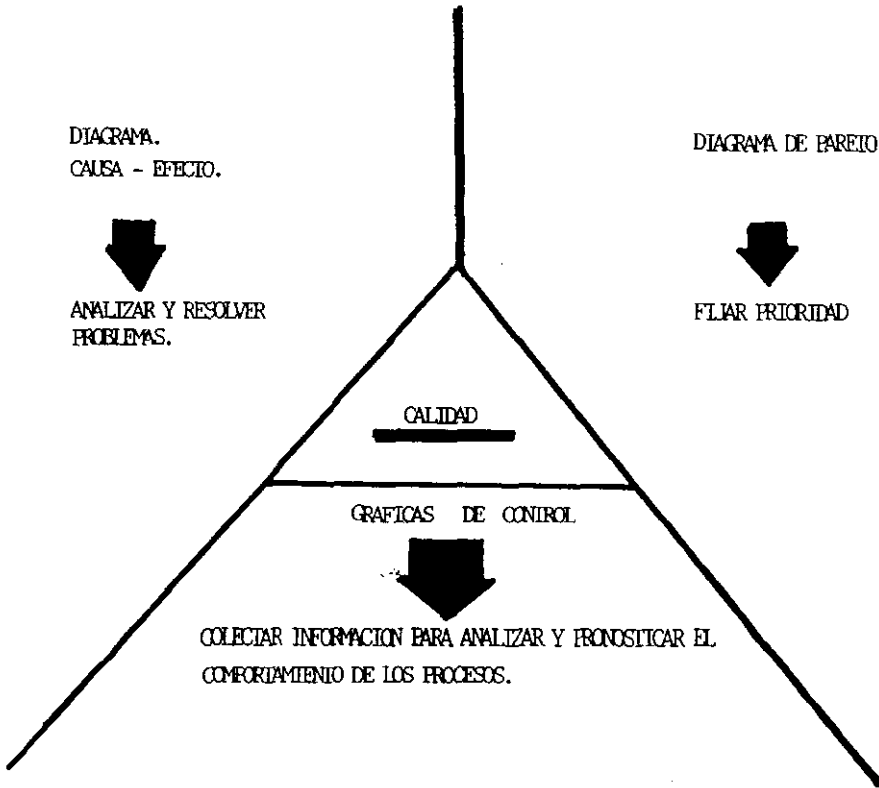 DIAGRAMA.
CAUSA - EFECTO.
ANALIZAR Y RESOLVER
PROBLEMAS.
DIAGRAMA DE PARETO
FIJAR PRIORIDAD
CALIDAD
GRAFICAS DE CONTROL
COLECTAR INFORMACION PARA ANALIZAR Y PRONOSTICAR EL
COMPORTAMIENTO DE LOS PROCESOS.